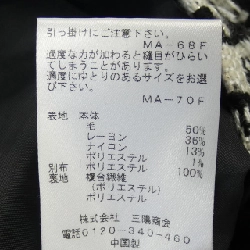 引っ掛けにご注意下さい。
MA-68F
過度な力が加わると縫目がひらい
てしまうことがあります。
適度にゆとりのあるサイズをお選
び下さい。
MA-70F
表地 本体
毛 50%
レーヨン 36%
ナイロン 13%
ポリエステル 1%
別布 ポリエステル 100%
裏地 複合繊維
(ポリエステル)
ポリエステル
株式会社 三陽商会
電話0120-340-460
中国製